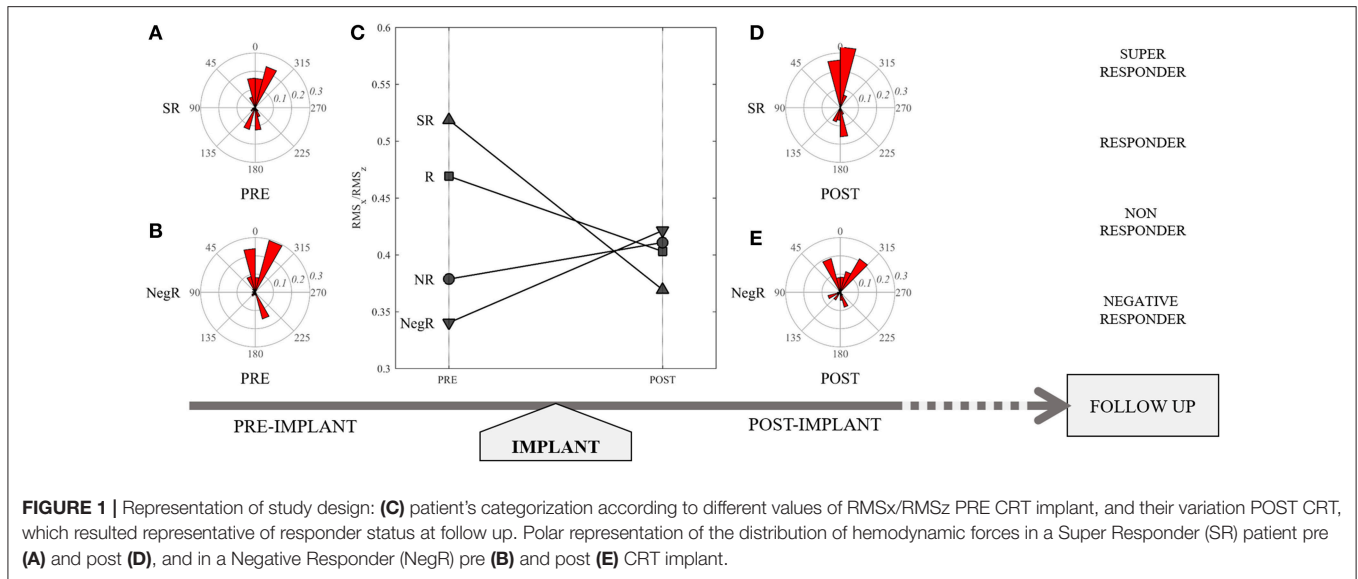 A
0
45
315
SR
90
0.1
0.2
0.3
270
135
225
180
PRE
B
0
45
315
NegR
90
0.1
0.2
0.3
270
135
225
180
PRE
C
0.6
0.55
0.5
0.45
0.4
0.35
0.3
RMSx/RMSz
SR
R
NR
NegR
PRE
POST
D
0
45
315
SR
90
0.1
0.2
0.3
270
135
225
180
POST
E
0
45
315
NegR
90
0.1
0.2
0.3
270
135
225
180
POST
SUPER
RESPONDER
RESPONDER
NON
RESPONDER
NEGATIVE
RESPONDER
PRE-IMPLANT
IMPLANT
POST-IMPLANT
FOLLOW UP
FIGURE 1 | Representation of study design: (C) patient's categorization according to different values of RMSx/RMSz PRE CRT implant, and their variation POST CRT,
which resulted representative of responder status at follow up. Polar representation of the distribution of hemodynamic forces in a Super Responder (SR) patient pre
(A) and post (D), and in a Negative Responder (NegR) pre (B) and post (E) CRT implant.